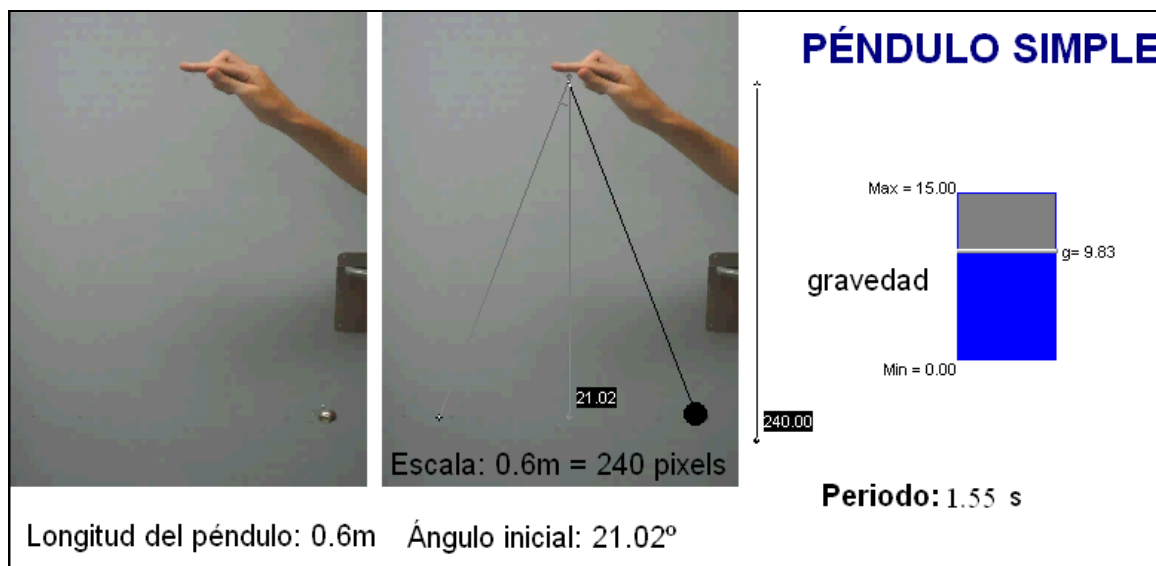 PÉNDULO SIMPLE
Max = 15.00
g= 9.83
gravedad
Min = 0.00
21.02
240.00
Escala: 0.6m = 240 pixels
Periodo: 1.55 s
Longitud del péndulo: 0.6m
Ángulo inicial: 21.02º